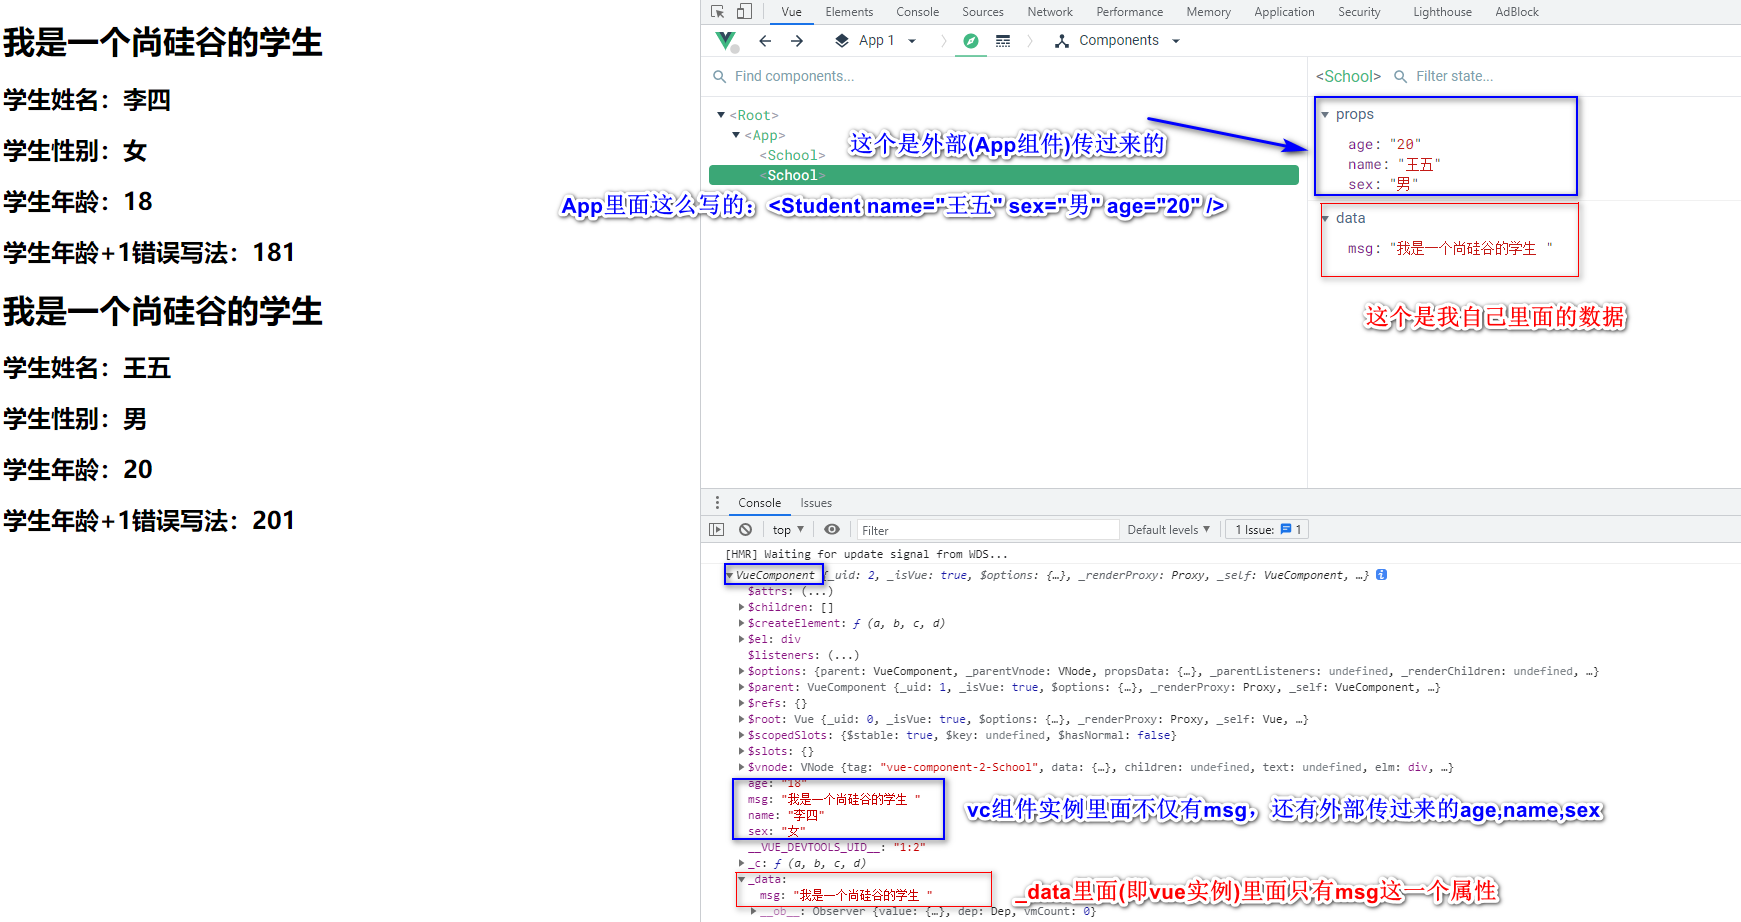 我是一个尚硅谷的学生
学生姓名：李四
学生性别：女
学生年龄：18
学生年龄+1错误写法：181
我是一个尚硅谷的学生
学生姓名：王五
学生性别：男
学生年龄：20
学生年龄+1错误写法：201
Vue Elements Console Sources Network Performance Memory Application Security Lighthouse AdBlock
App 1 Components
Find components...
<Root>
<App>
<School>
<School>
这个是外部(App组件)传过来的
App里面这么写的：<Student name="王五" sex="男" age="20" />
<School> Filter state...
props
age: "20"
name: "王五"
sex: "男"
data
msg: "我是一个尚硅谷的学生 "
这个是我自己里面的数据
Console Issues
top Filter Default levels 1 Issue: 1
[HMR] Waiting for update signal from WDS...
VueComponent {_uid: 2, _isVue: true, $options: {…}, _renderProxy: Proxy, _self: VueComponent, …}
$attrs: (...)
$children: []
$createElement: ƒ (a, b, c, d)
$el: div
$listeners: (...)
$options: {parent: VueComponent, _parentVnode: VNode, propsData: {…}, _parentListeners: undefined, _renderChildren: undefined, …}
$parent: VueComponent {_uid: 1, _isVue: true, $options: {…}, _renderProxy: Proxy, _self: VueComponent, …}
$refs: {}
$root: Vue {_uid: 0, _isVue: true, $options: {…}, _renderProxy: Proxy, _self: Vue, …}
$scopedSlots: {$stable: true, $key: undefined, $hasNormal: false}
$slots: {}
$vnode: VNode {tag: "vue-component-2-School", data: {…}, children: undefined, text: undefined, elm: div, …}
age: "18"
msg: "我是一个尚硅谷的学生 "
name: "李四"
sex: "女"
vc组件实例里面不仅有msg，还有外部传过来的age,name,sex
__VUE_DEVTOOLS_UID__: "1:2"
_c: ƒ (a, b, c, d)
_data:
msg: "我是一个尚硅谷的学生 "
_data里面(即vue实例)里面只有msg这一个属性
__ob__: Observer {value: {…}, dep: Dep, vmCount: 0}